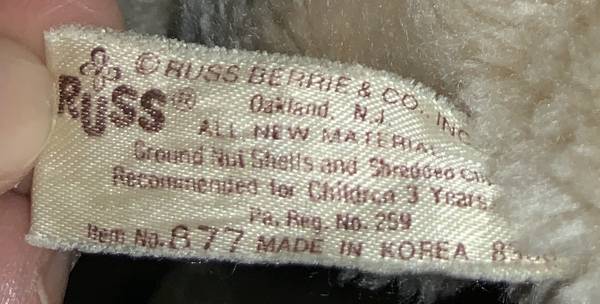 RUSS®
© RUSS BERRIE & CO., INC
Oakland, N.J.
ALL NEW MATERIAL
Ground Nut Shells and Shredded
Recommended for Children 3 Years
Pa. Reg. No. 259
Item No. 877 MADE IN KOREA